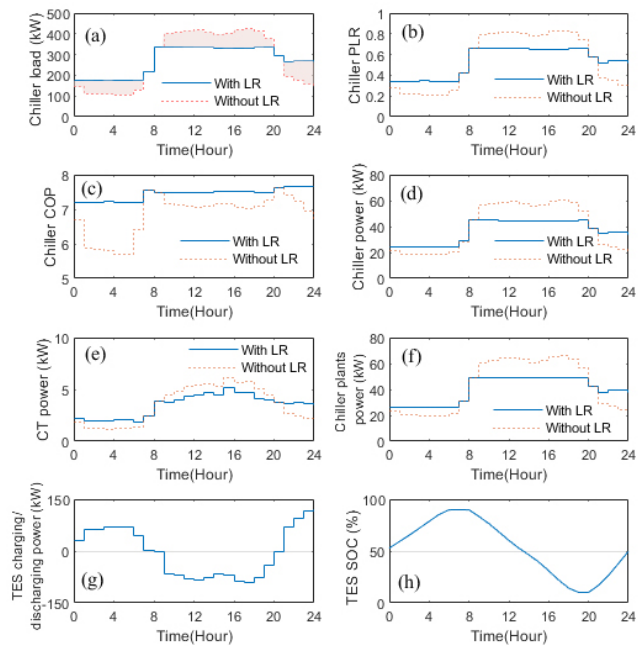 500
400
300
200
100
0
Chiller load (kW)
(a)
With LR
Without LR
0 4 8 12 16 20 24
Time(Hour)
1
0.8
0.6
0.4
0.2
0
Chiller PLR
(b)
With LR
Without LR
0 4 8 12 16 20 24
Time(Hour)
8
7
6
5
Chiller COP
(c)
With LR
Without LR
0 4 8 12 16 20 24
Time(Hour)
80
60
40
20
0
Chiller power (kW)
(d)
With LR
Without LR
0 4 8 12 16 20 24
Time(Hour)
10
5
0
CT power (kW)
(e)
With LR
Without LR
0 4 8 12 16 20 24
Time(Hour)
80
60
40
20
0
Chiller plants
power (kW)
(f)
With LR
Without LR
0 4 8 12 16 20 24
Time(Hour)
150
0
-150
TES charging/
discharging power (kW)
(g)
0 4 8 12 16 20 24
Time(Hour)
100
50
0
TES SOC (%)
(h)
0 4 8 12 16 20 24
Time(Hour)